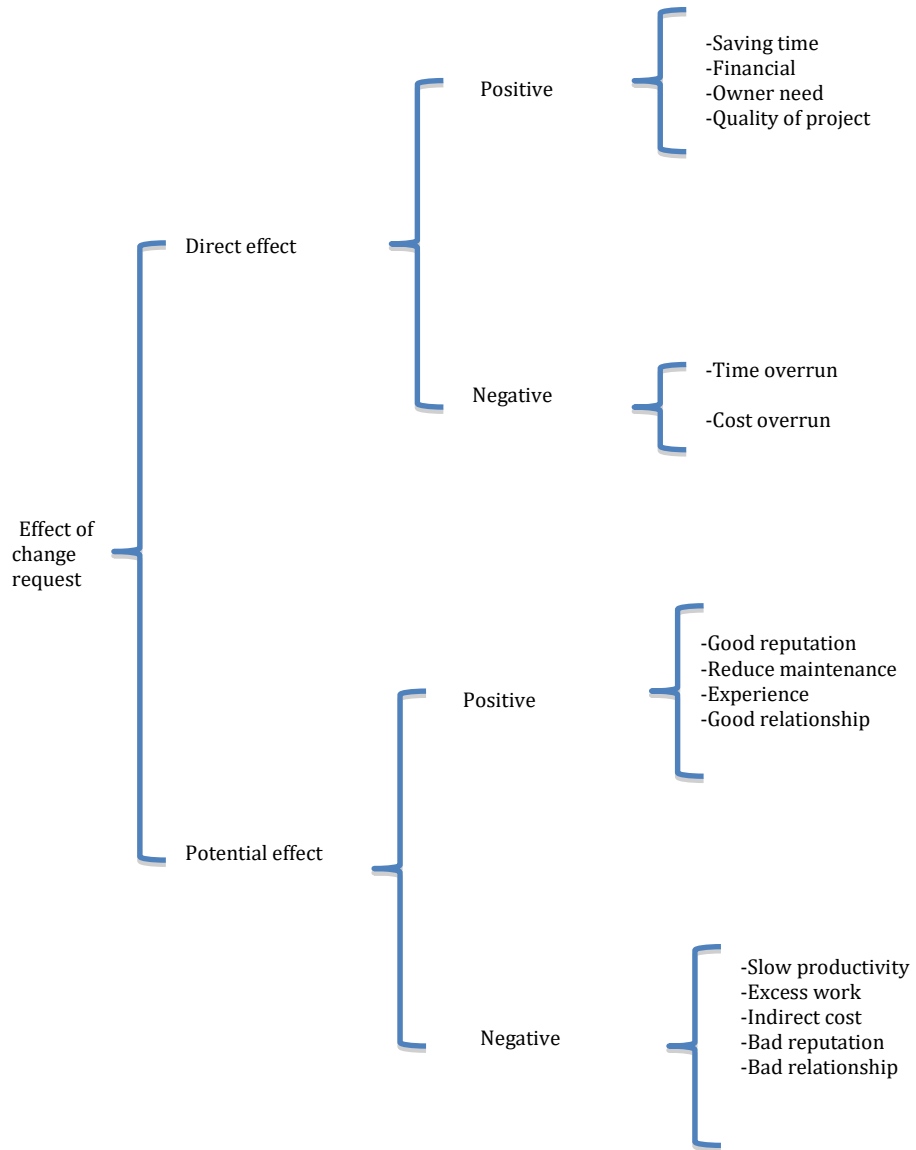 -Saving time
-Financial
-Owner need
-Quality of project
Positive
Direct effect
Negative
-Time overrun
-Cost overrun
Effect of
change
request
-Good reputation
-Reduce maintenance
-Experience
-Good relationship
Positive
Potential effect
-Slow productivity
-Excess work
-Indirect cost
-Bad reputation
-Bad relationship
Negative